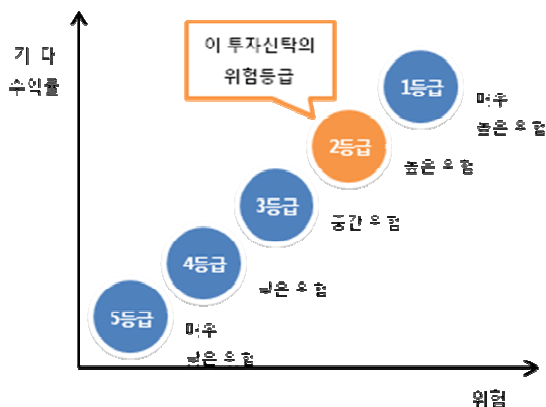 기 대
수익률
이 투자신탁의
위험등급
1등급
매우
높은 위험
2등급
높은 위험
3등급
중간 위험
4등급
낮은 위험
5등급
매우
낮은 위험
위험